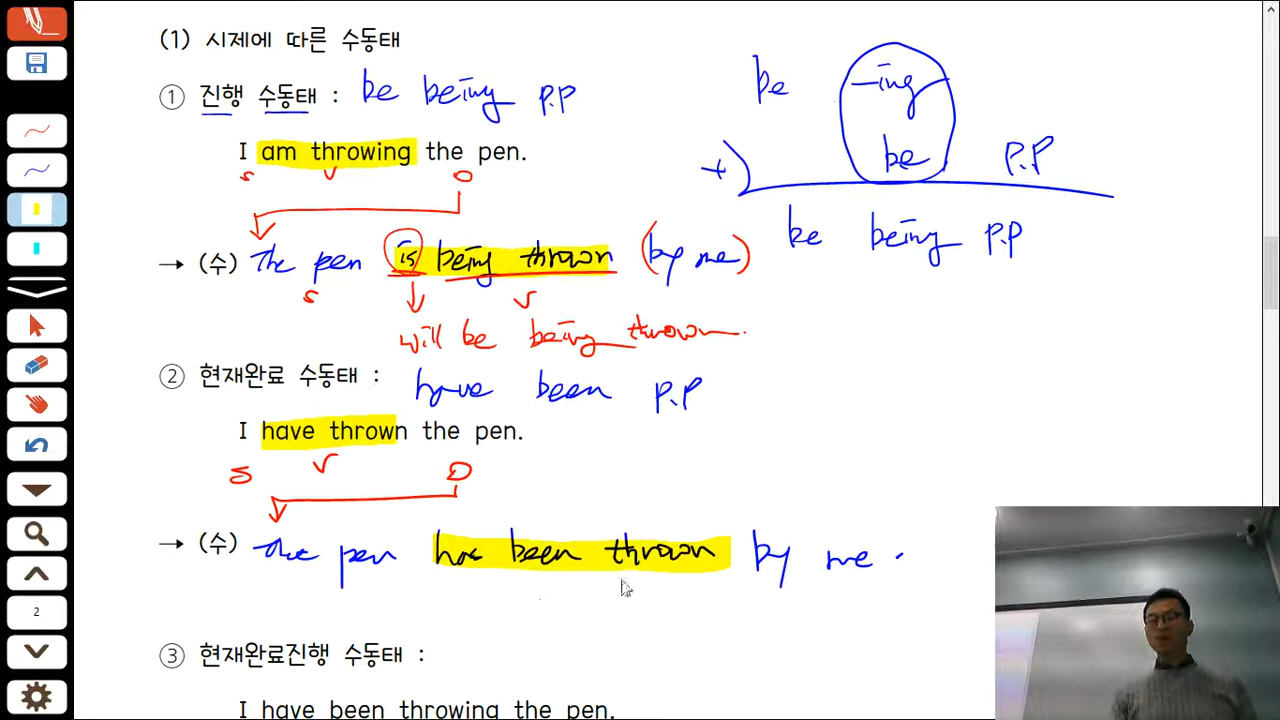 (1) 시제에 따른 수동태
① 진행 수동태 : be being P.P
be -ing
+) be P.P
be being P.P
I am throwing the pen.
S V O
→ (수) The pen is being thrown (by me)
S V
will be being thrown.
② 현재완료 수동태 : have been P.P
I have thrown the pen.
S V O
→ (수) the pen has been thrown by me .
2
③ 현재완료진행 수동태 :
I have been throwing the pen.